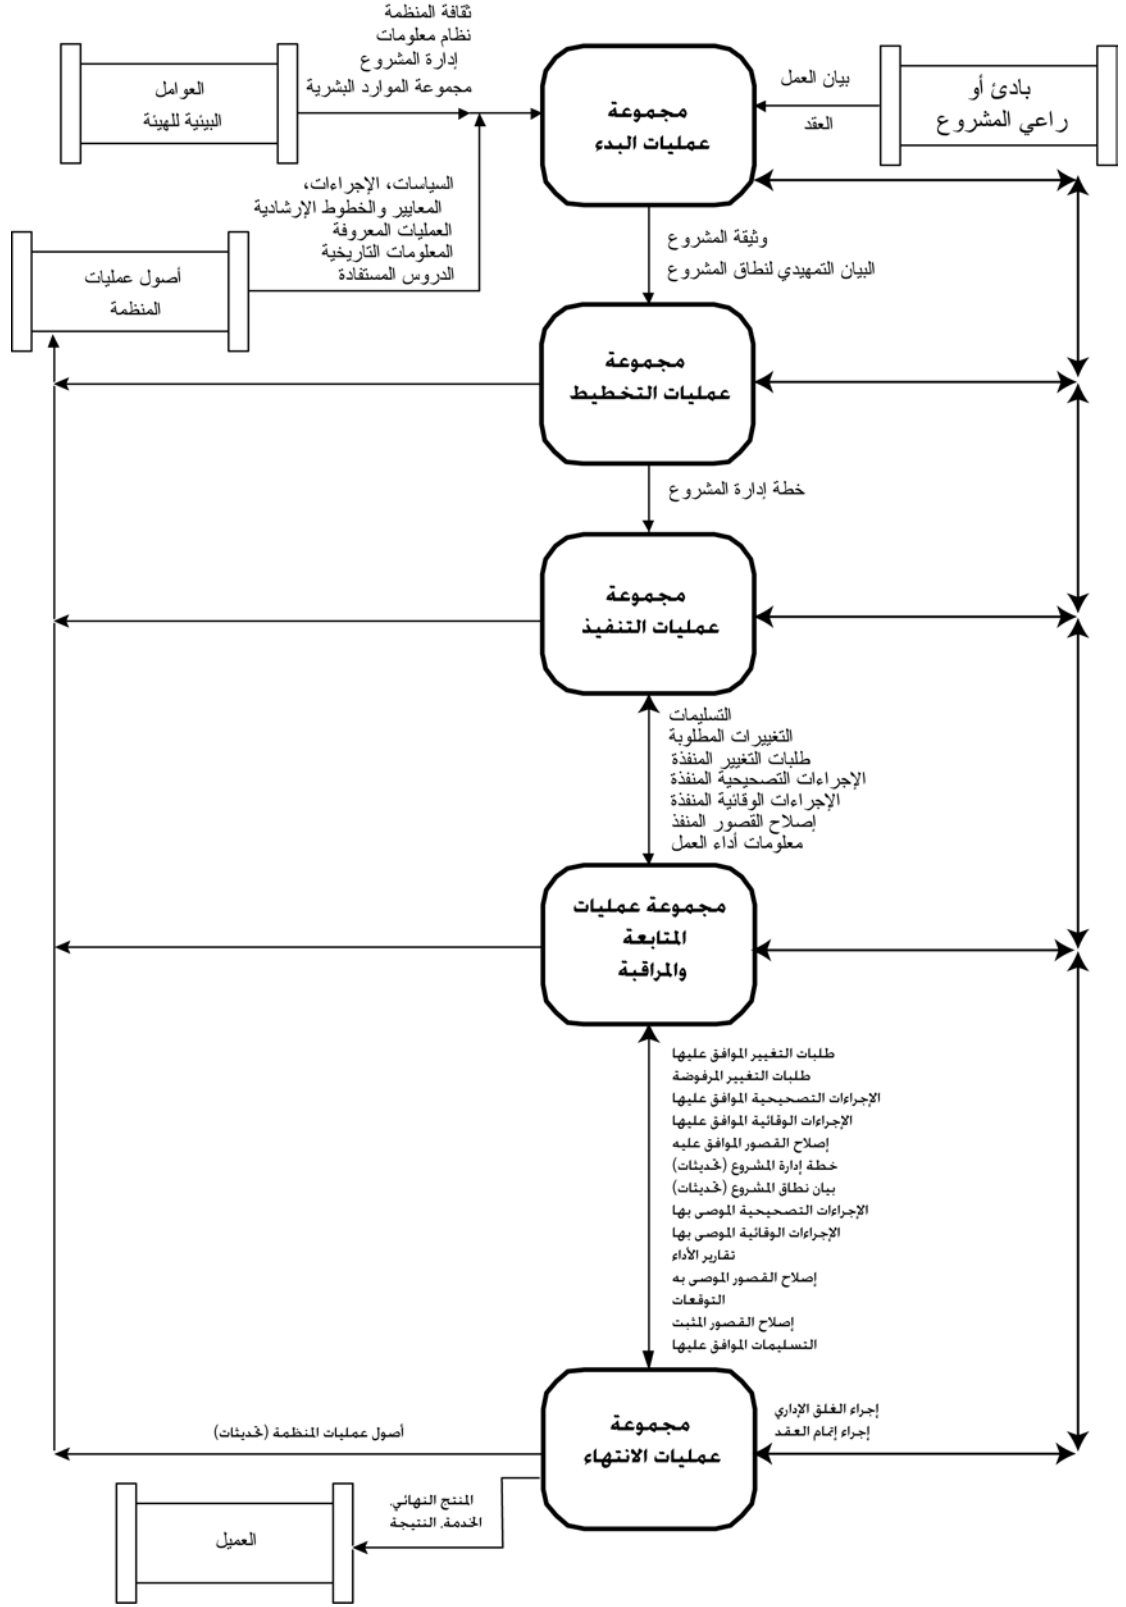 ثقافة المنظمة
نظام معلومات
إدارة المشروع
مجموعة الموارد البشرية
العوامل
البيئية للهيئة
مجموعة
عمليات البدء
بيان العمل
العقد
بادئ أو
راعي المشروع
السياسات، الإجراءات،
المعايير والخطوط الإرشادية
العمليات المعروفة
المعلومات التاريخية
الدروس المستفادة
أصول عمليات
المنظمة
وثيقة المشروع
البيان التمهيدي لنطاق المشروع
مجموعة
عمليات التخطيط
خطة إدارة المشروع
مجموعة
عمليات التنفيذ
التسليمات
التغييرات المطلوبة
طلبات التغيير المنفذة
الإجراءات التصحيحية المنفذة
الإجراءات الوقائية المنفذة
إصلاح القصور المنفذ
معلومات أداء العمل
مجموعة عمليات
المتابعة
والمراقبة
طلبات التغيير الموافق عليها
طلبات التغيير المرفوضة
الإجراءات التصحيحية الموافق عليها
الإجراءات الوقائية الموافق عليها
إصلاح القصور الموافق عليه
خطة إدارة المشروع (تحديثات)
بيان نطاق المشروع (تحديثات)
الإجراءات التصحيحية الموصى بها
الإجراءات الوقائية الموصى بها
تقارير الأداء
إصلاح القصور الموصى به
التوقعات
إصلاح القصور المثبت
التسليمات الموافق عليها
إجراء الغلق الإداري
إجراء إتمام العقد
مجموعة
عمليات الانتهاء
أصول عمليات المنظمة (تحديثات)
المنتج النهائي،
الخدمة، النتيجة
العميل